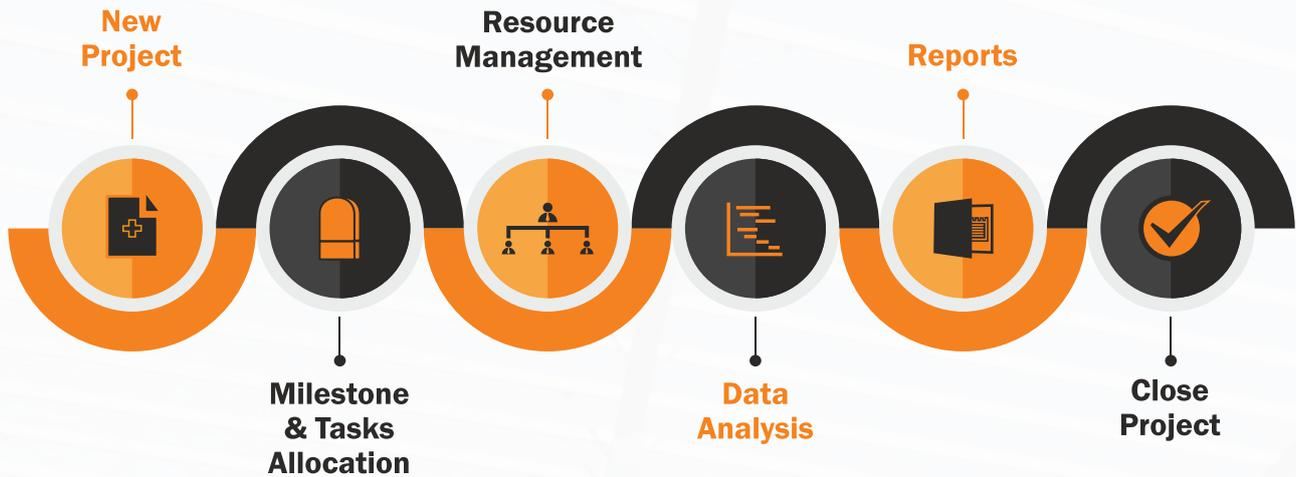 New
Project
Milestone
& Tasks
Allocation
Resource
Management
Data
Analysis
Reports
Close
Project